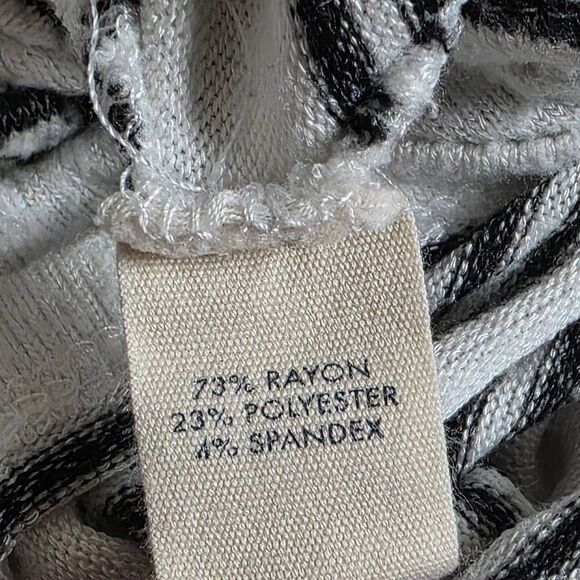 73% RAYON
23% POLYESTER
4% SPANDEX